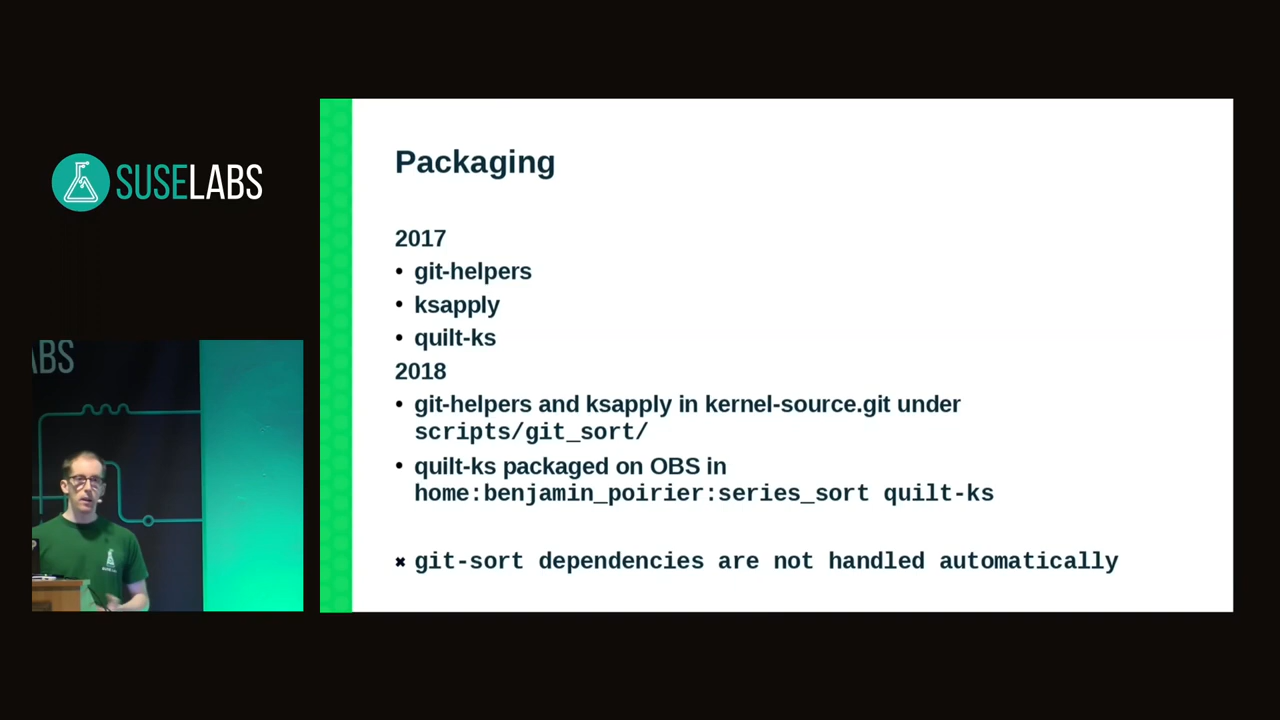 SUSELABS
Packaging
2017
• git-helpers
• ksapply
• quilt-ks
2018
• git-helpers and ksapply in kernel-source.git under
scripts/git_sort/
• quilt-ks packaged on OBS in
home:benjamin_poirier:series_sort quilt-ks
✖ git-sort dependencies are not handled automatically
ABS